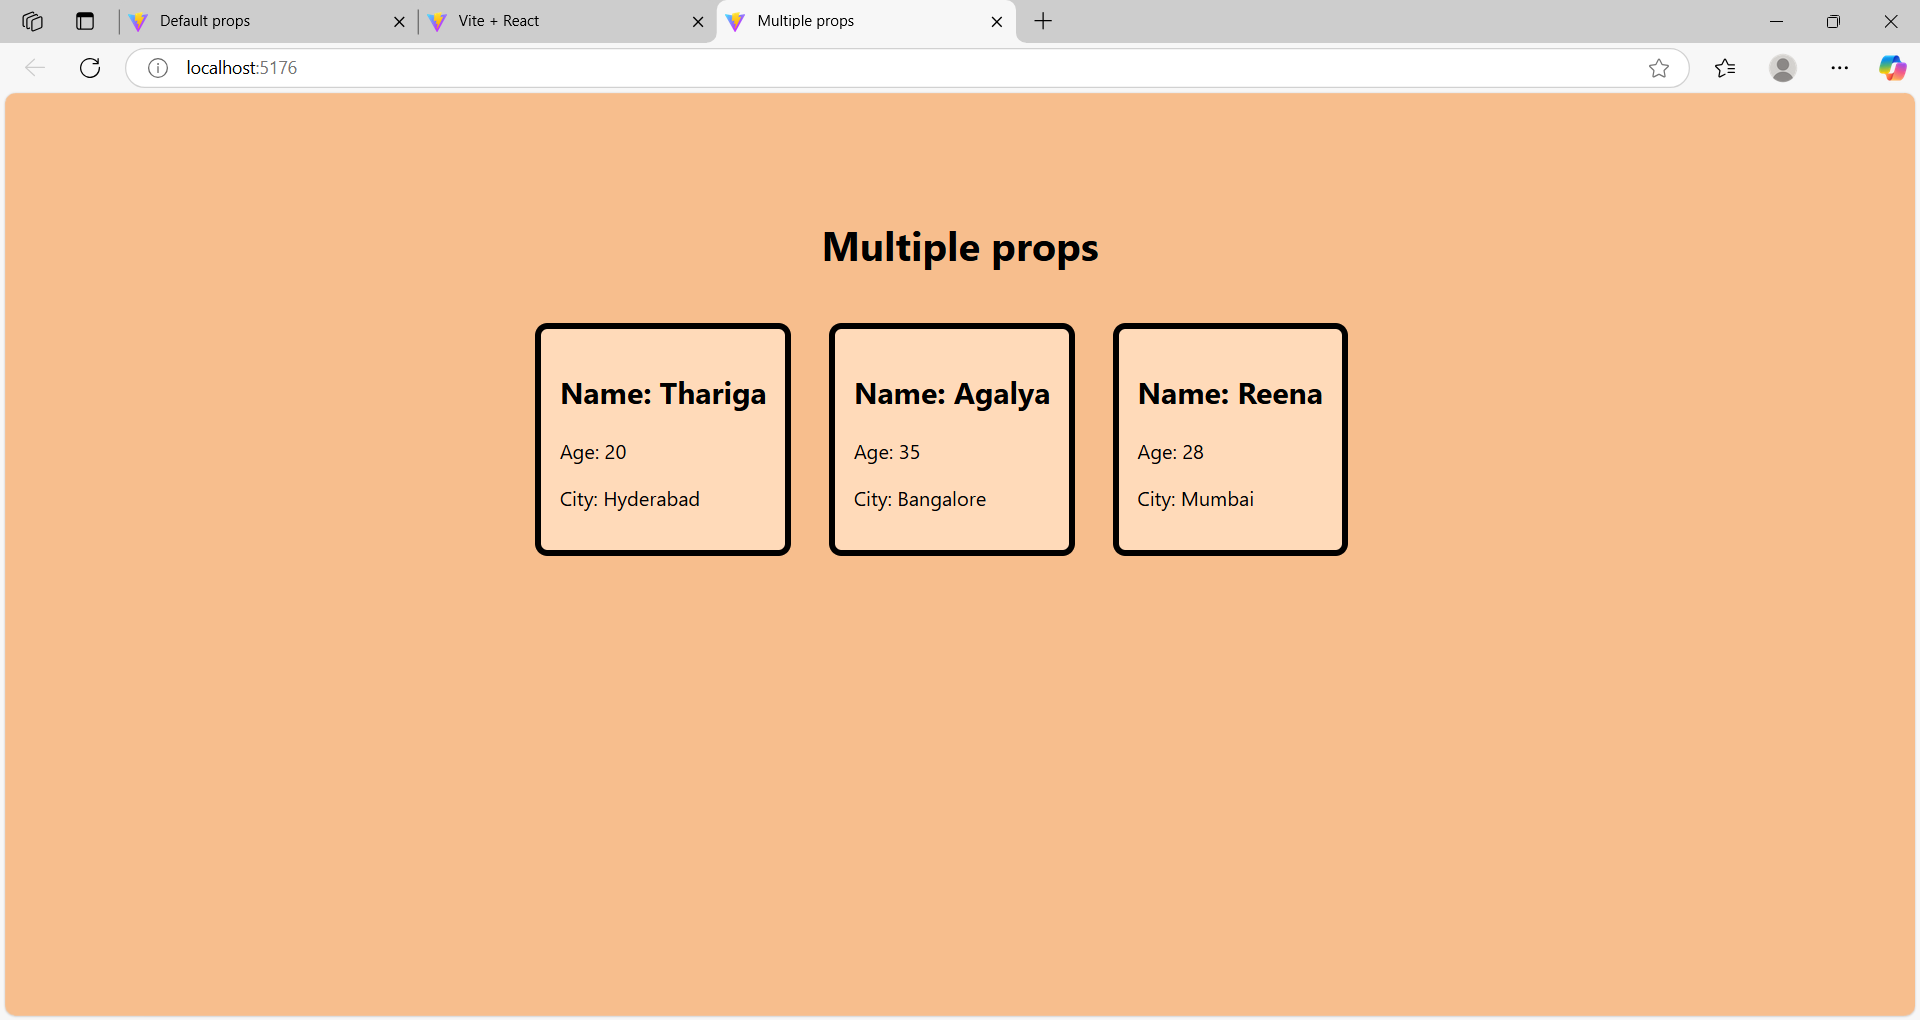 Default props
Vite + React
Multiple props
localhost:5176
Multiple props
Name: Thariga
Age: 20
City: Hyderabad
Name: Agalya
Age: 35
City: Bangalore
Name: Reena
Age: 28
City: Mumbai